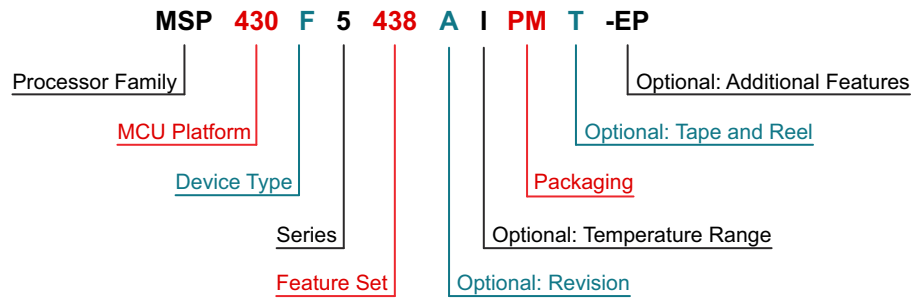 MSP 430 F 5 438 A I PM T -EP
Processor Family
Optional: Additional Features
MCU Platform
Optional: Tape and Reel
Device Type
Packaging
Series
Optional: Temperature Range
Feature Set
Optional: Revision